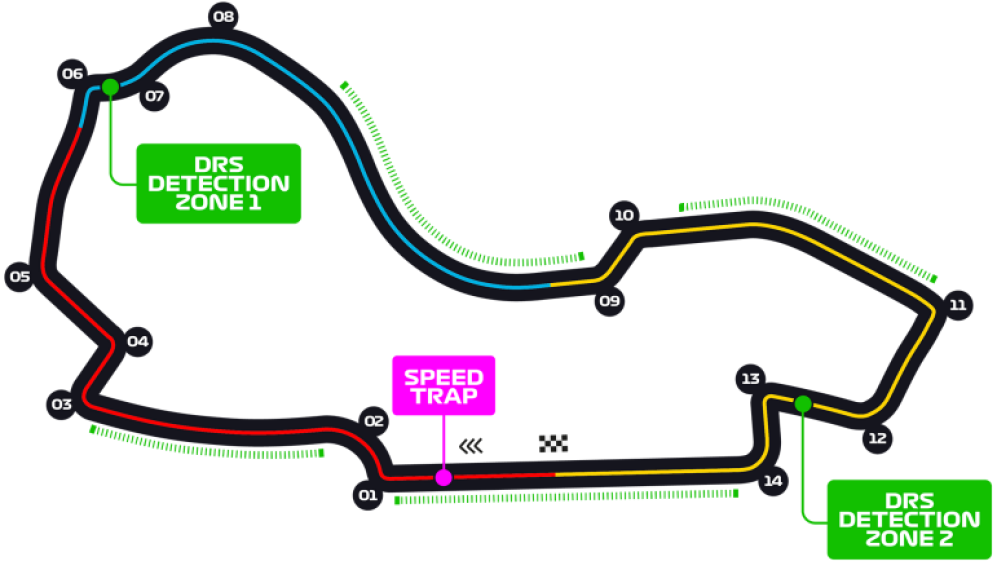 08
06
07
DRS
DETECTION
ZONE 1
10
05
09
11
04
SPEED
TRAP
13
03
02
12
01
14
DRS
DETECTION
ZONE 2